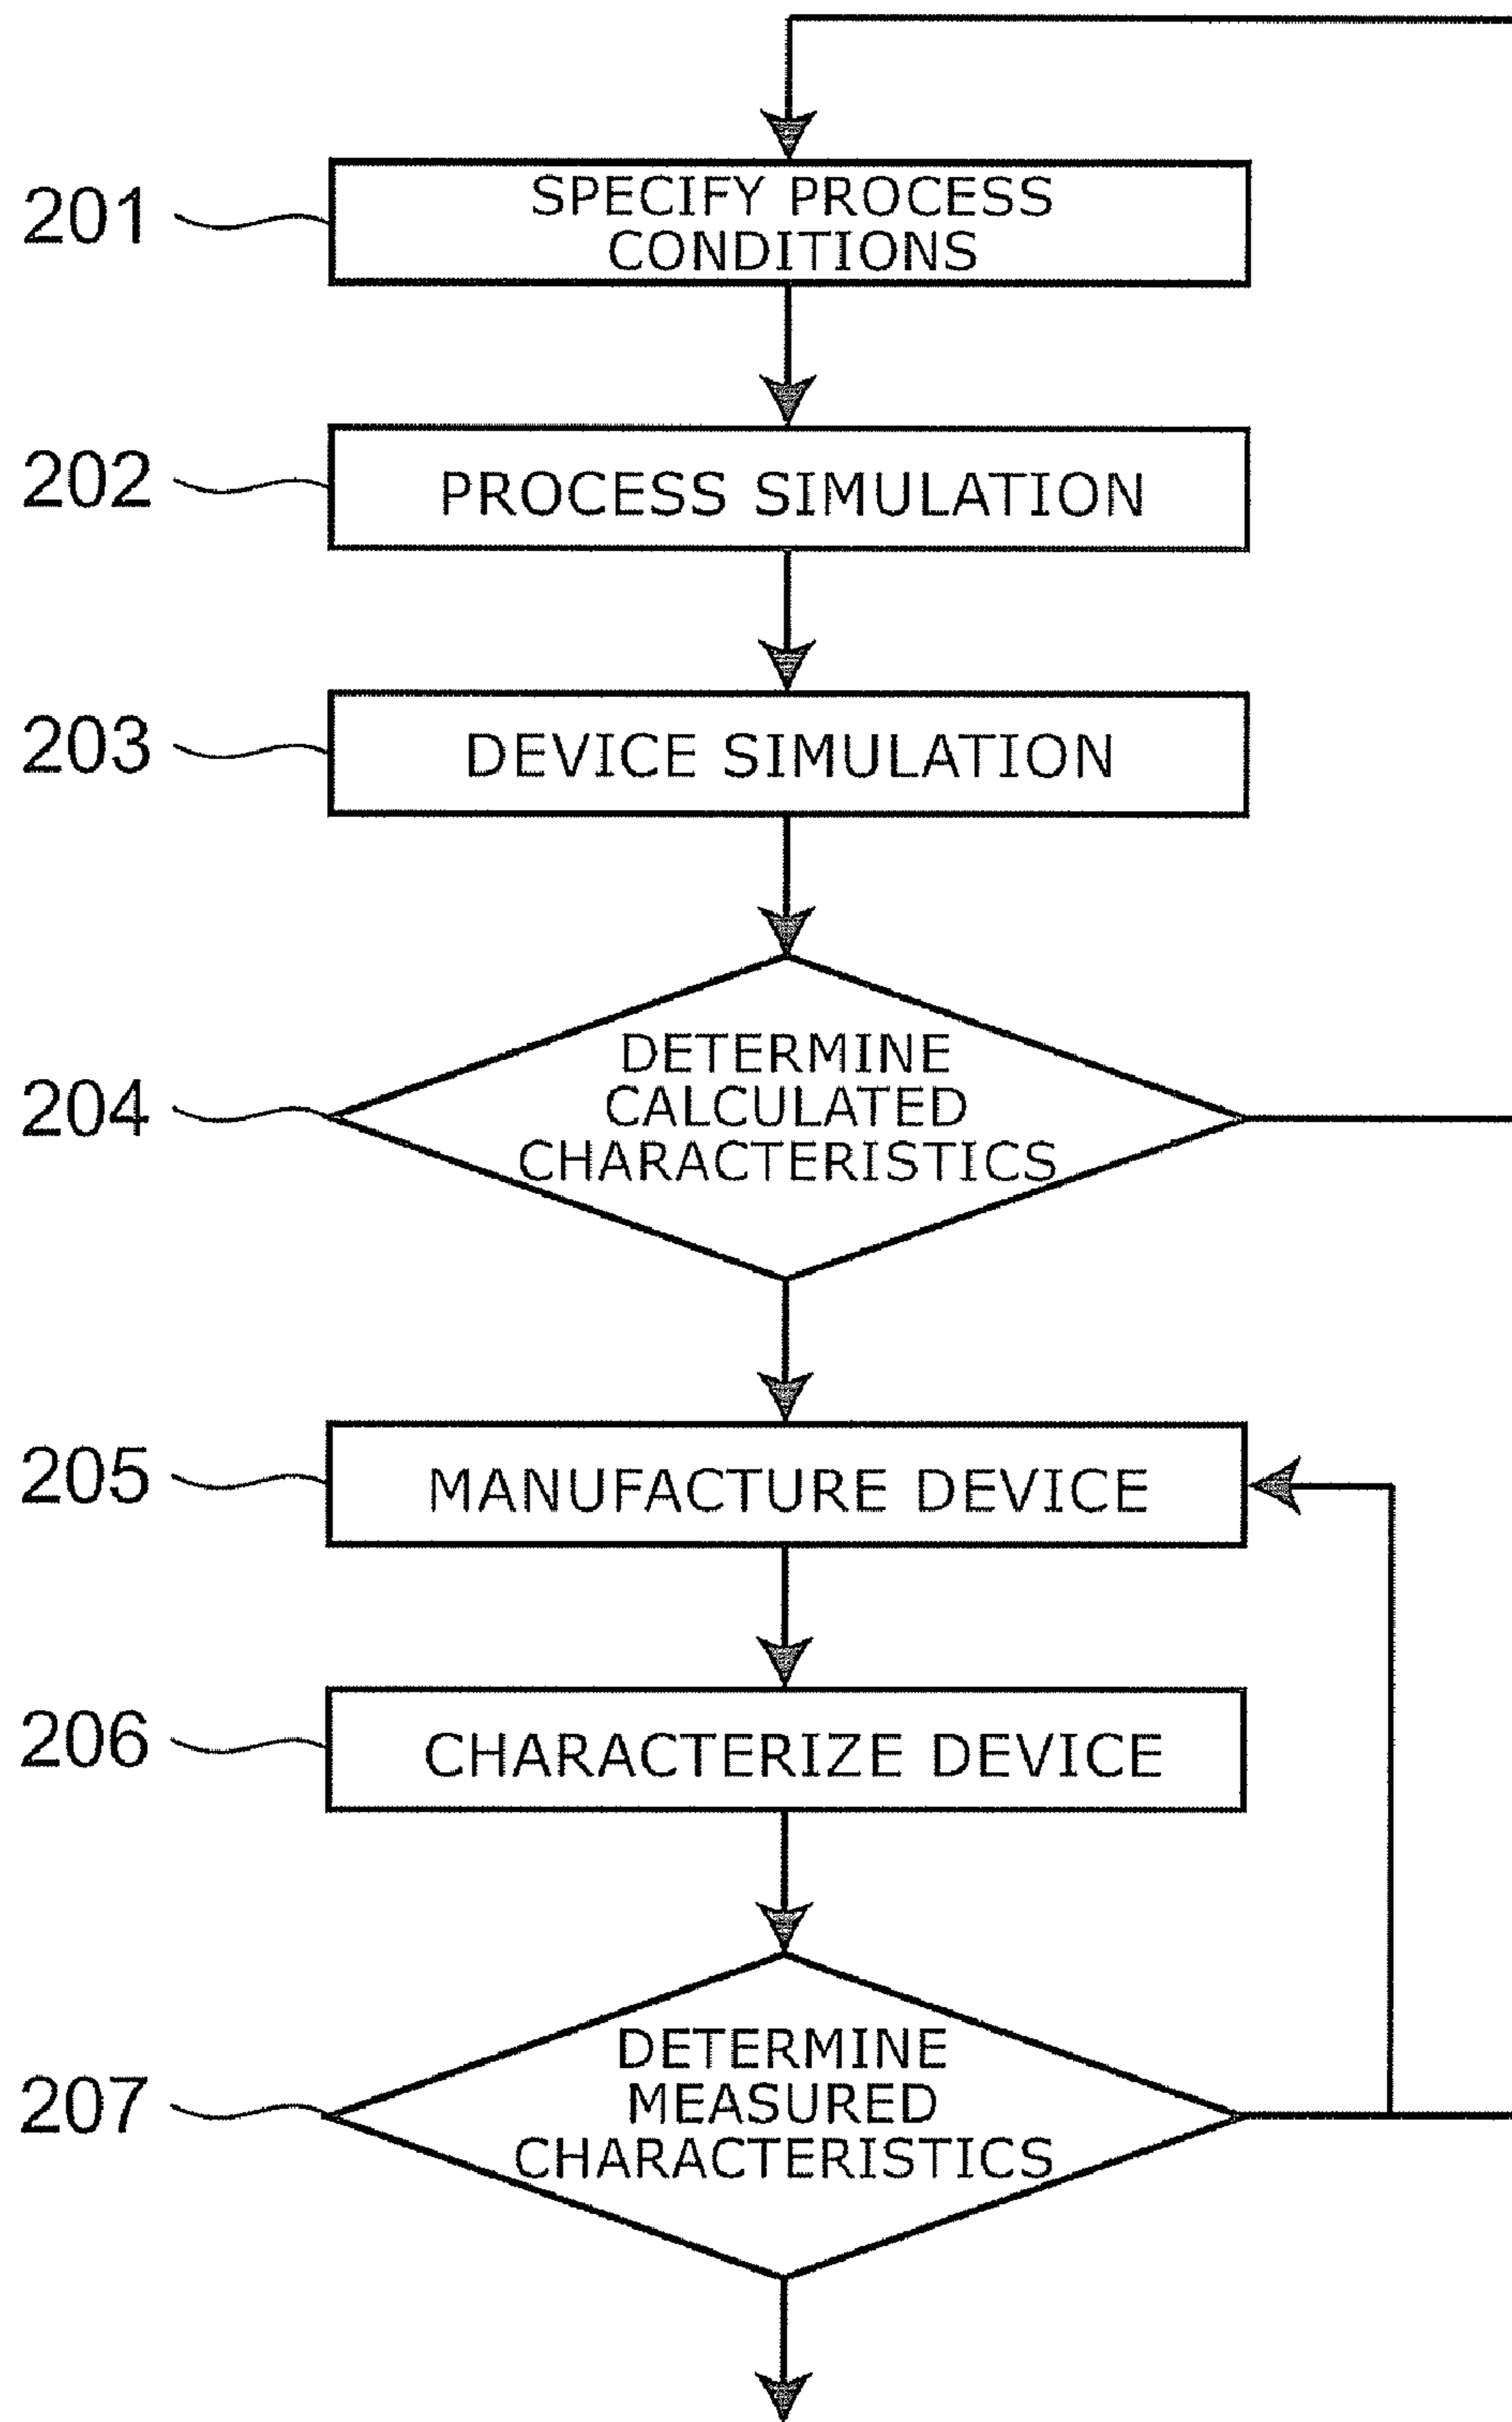 201
SPECIFY PROCESS
CONDITIONS
202
PROCESS SIMULATION
203
DEVICE SIMULATION
204
DETERMINE
CALCULATED
CHARACTERISTICS
205
MANUFACTURE DEVICE
206
CHARACTERIZE DEVICE
207
DETERMINE
MEASURED
CHARACTERISTICS